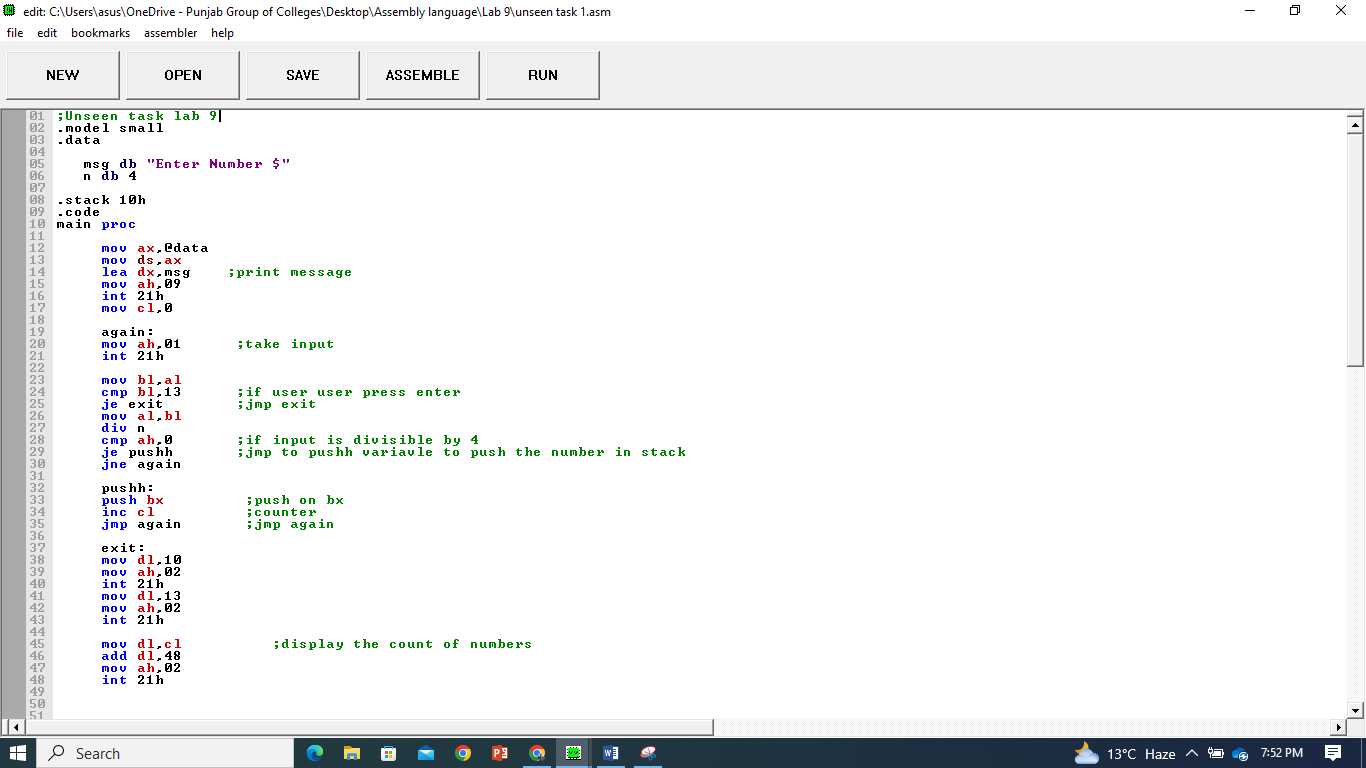 edit: C:\Users\asus\OneDrive - Punjab Group of Colleges\Desktop\Assembly language\Lab 9\unseen task 1.asm
file edit bookmarks assembler help
NEW OPEN SAVE ASSEMBLE RUN
01 ;Unseen task lab 9
02 .model small
03 .data
04
05 msg db "Enter Number $"
06 n db 4
07
08 .stack 10h
09 .code
10 main proc
11
12 mov ax,@data
13 mov ds,ax
14 lea dx,msg ;print message
15 mov ah,09
16 int 21h
17 mov cl,0
18
19 again:
20 mov ah,01 ;take input
21 int 21h
22
23 mov bl,al
24 cmp bl,13 ;if user user press enter
25 je exit ;jmp exit
26 mov al,bl
27 div n
28 cmp ah,0 ;if input is divisible by 4
29 je pushh ;jmp to pushh variavle to push the number in stack
30 jne again
31
32 pushh:
33 push bx ;push on bx
34 inc cl ;counter
35 jmp again ;jmp again
36
37 exit:
38 mov dl,10
39 mov ah,02
40 int 21h
41 mov dl,13
42 mov ah,02
43 int 21h
44
45 mov dl,cl ;display the count of numbers
46 add dl,48
47 mov ah,02
48 int 21h
49
50
51
Search 13°C Haze 7:52 PM